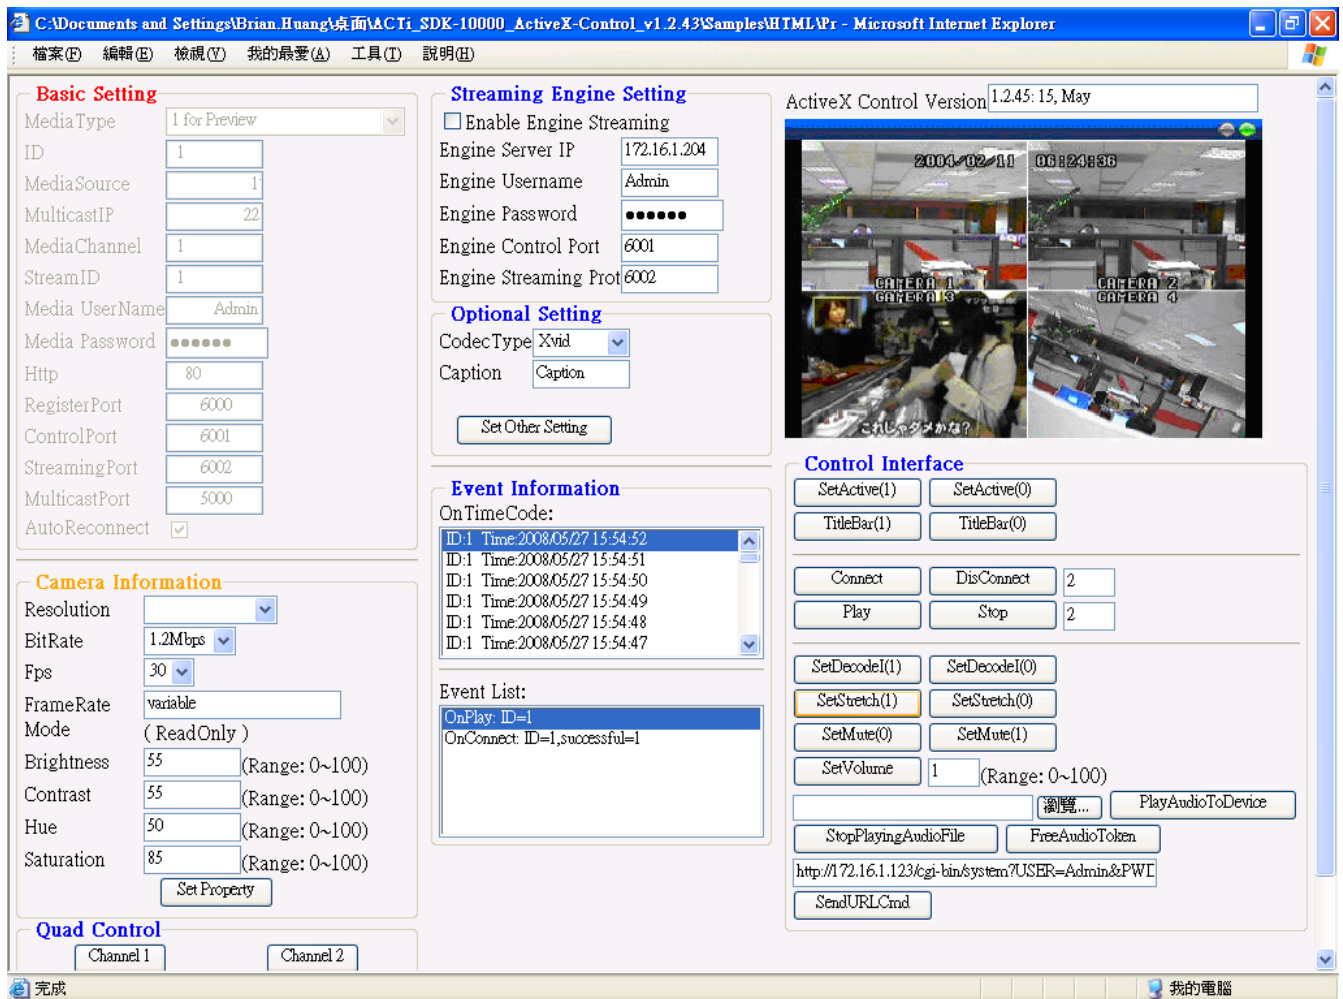 C:\Documents and Settings\Brian.Huang\桌面\ACTi_SDK-10000_ActiveX-Control_v1.2.43\Samples\HTML\Pr - Microsoft Internet Explorer
檔案(F) 編輯(E) 檢視(V) 我的最愛(A) 工具(T) 說明(H)
Basic Setting
MediaType 1 for Preview
ID 1
MediaSource 1
MulticastIP 22
MediaChannel 1
StreamID 1
Media UserName Admin
Media Password ●●●●●●
Http 80
RegisterPort 6000
ControlPort 6001
StreamingPort 6002
MulticastPort 5000
AutoReconnect
Camera Information
Resolution
BitRate 1.2Mbps
Fps 30
FrameRate variable
Mode (ReadOnly)
Brightness 55 (Range: 0~100)
Contrast 55 (Range: 0~100)
Hue 50 (Range: 0~100)
Saturation 85 (Range: 0~100)
Set Property
Quad Control
Channel 1 Channel 2
Streaming Engine Setting
Enable Engine Streaming
Engine Server IP 172.16.1.204
Engine Username Admin
Engine Password ●●●●●●
Engine Control Port 6001
Engine Streaming Prot 6002
Optional Setting
CodecType Xvid
Caption Caption
Set Other Setting
Event Information
OnTimeCode:
ID:1 Time:2008/05/27 15:54:52
ID:1 Time:2008/05/27 15:54:51
ID:1 Time:2008/05/27 15:54:50
ID:1 Time:2008/05/27 15:54:49
ID:1 Time:2008/05/27 15:54:48
ID:1 Time:2008/05/27 15:54:47
Event List:
OnPlay: ID=1
OnConnect: ID=1,successful=1
ActiveX Control Version 1.2.45: 15, May
2004/02/11 06:24:36
CAMERA 1 CAMERA 2
CAMERA 3 CAMERA 4
これじゃダメかな?
Control Interface
SetActive(1) SetActive(0)
TitleBar(1) TitleBar(0)
Connect DisConnect 2
Play Stop 2
SetDecodeI(1) SetDecodeI(0)
SetStretch(1) SetStretch(0)
SetMute(0) SetMute(1)
SetVolume 1 (Range: 0~100)
瀏覽... PlayAudioToDevice
StopPlayingAudioFile FreeAudioToken
http://172.16.1.123/cgi-bin/system?USER=Admin&PWD
SendURLCmd
完成 我的電腦